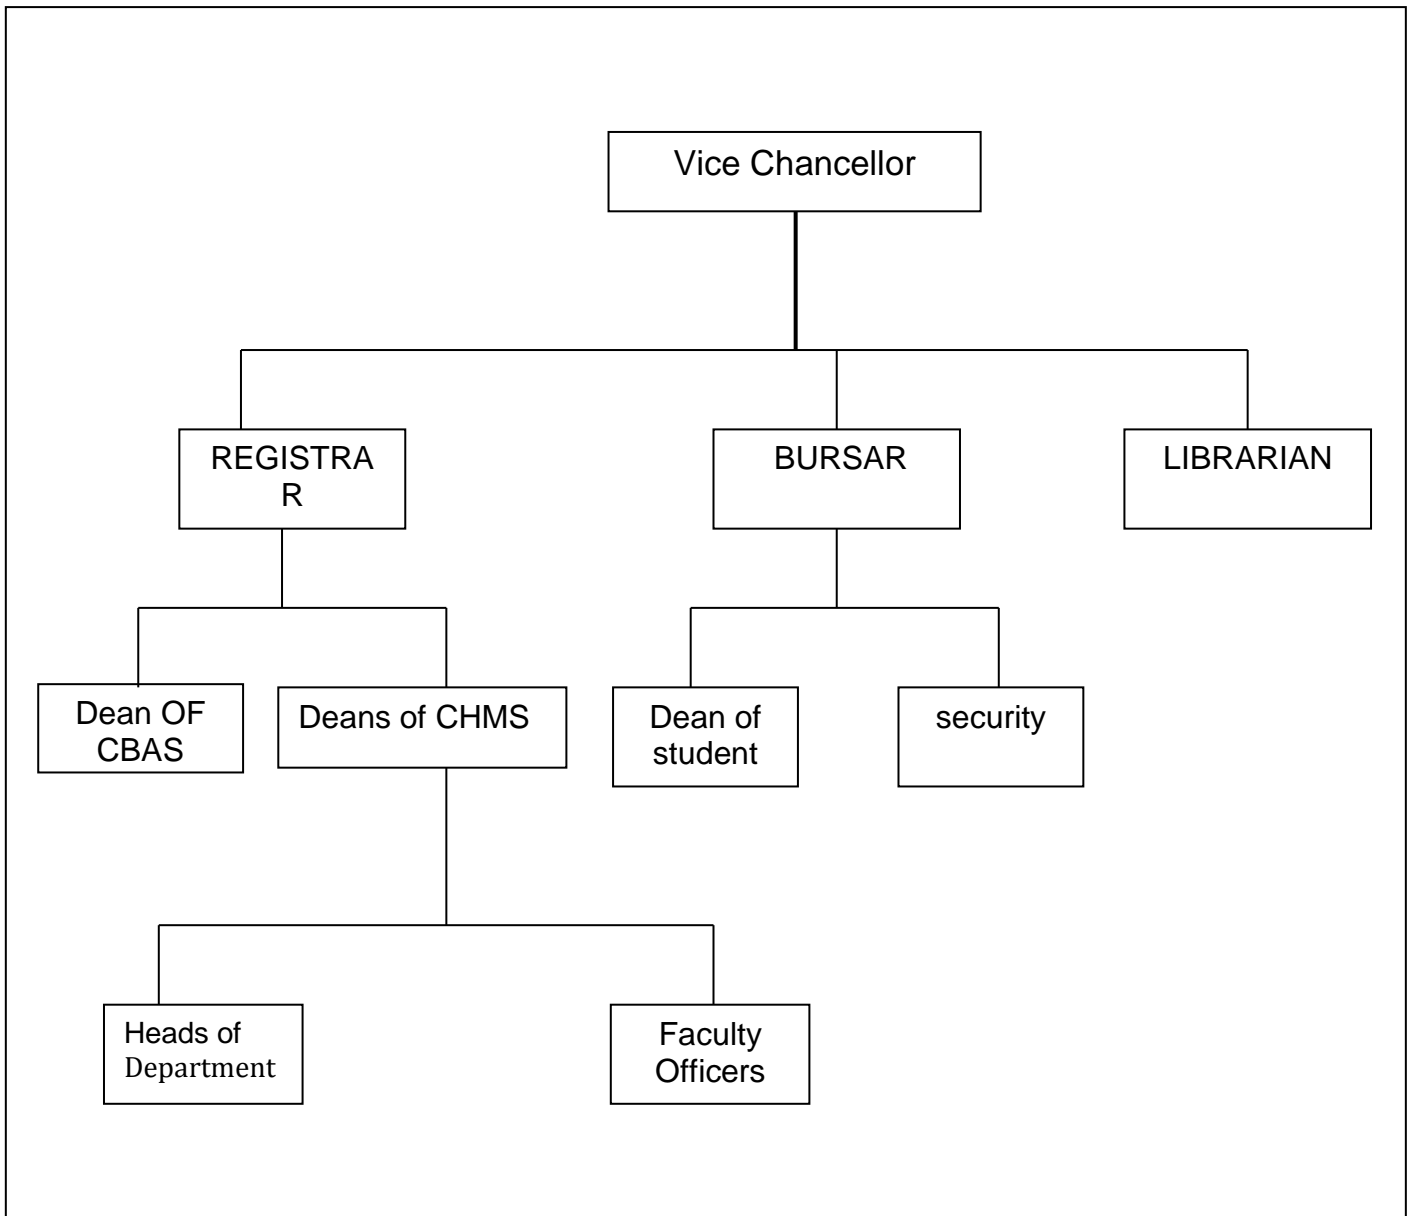 Vice Chancellor
REGISTRA
R
BURSAR
LIBRARIAN
Dean OF
CBAS
Deans of CHMS
Dean of
student
security
Heads of
Department
Faculty
Officers